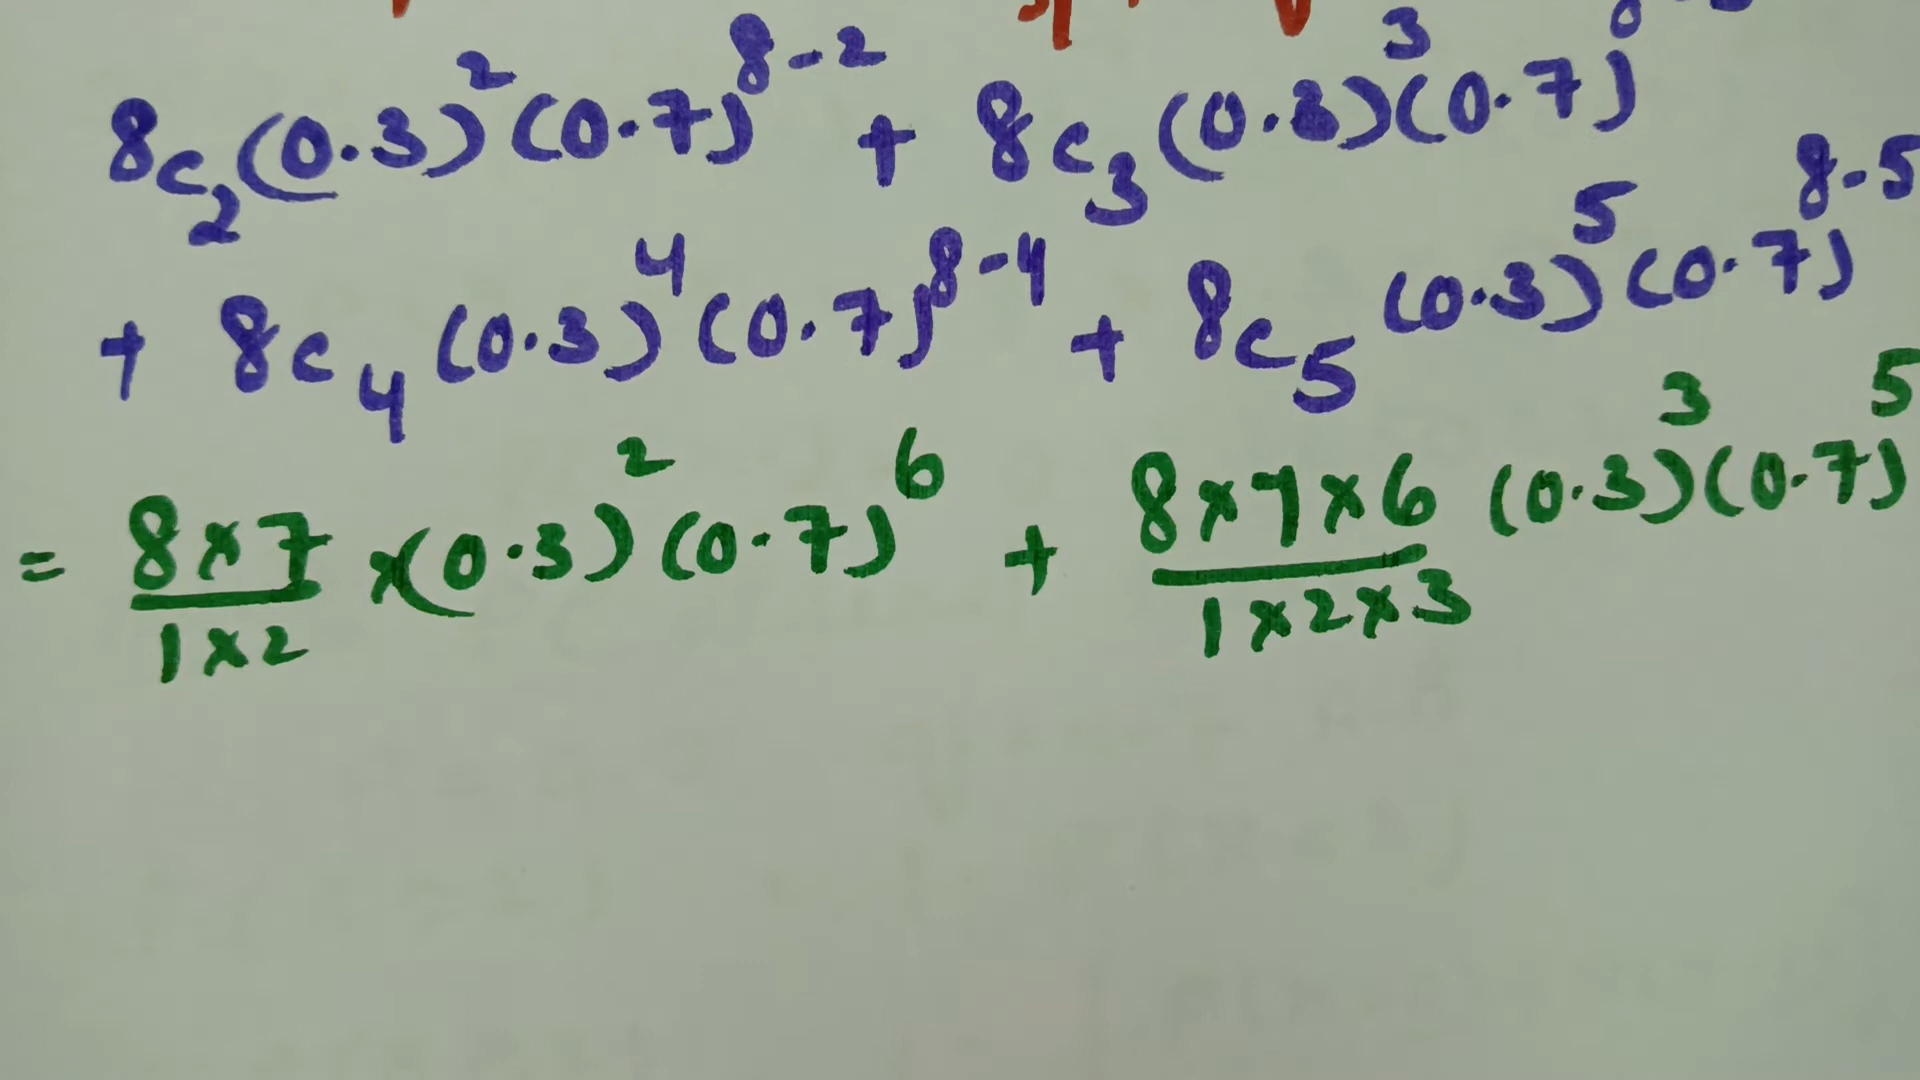 8c₂(0.3)²(0.7)⁸⁻² + 8c₃(0.3)³(0.7)
+ 8c₄(0.3)⁴(0.7)⁸⁻⁴ + 8c₅(0.3)⁵(0.7)⁸⁻⁵
= 8×7/1×2 ×(0.3)²(0.7)⁶ + 8×7×6/1×2×3 (0.3)³(0.7)⁵